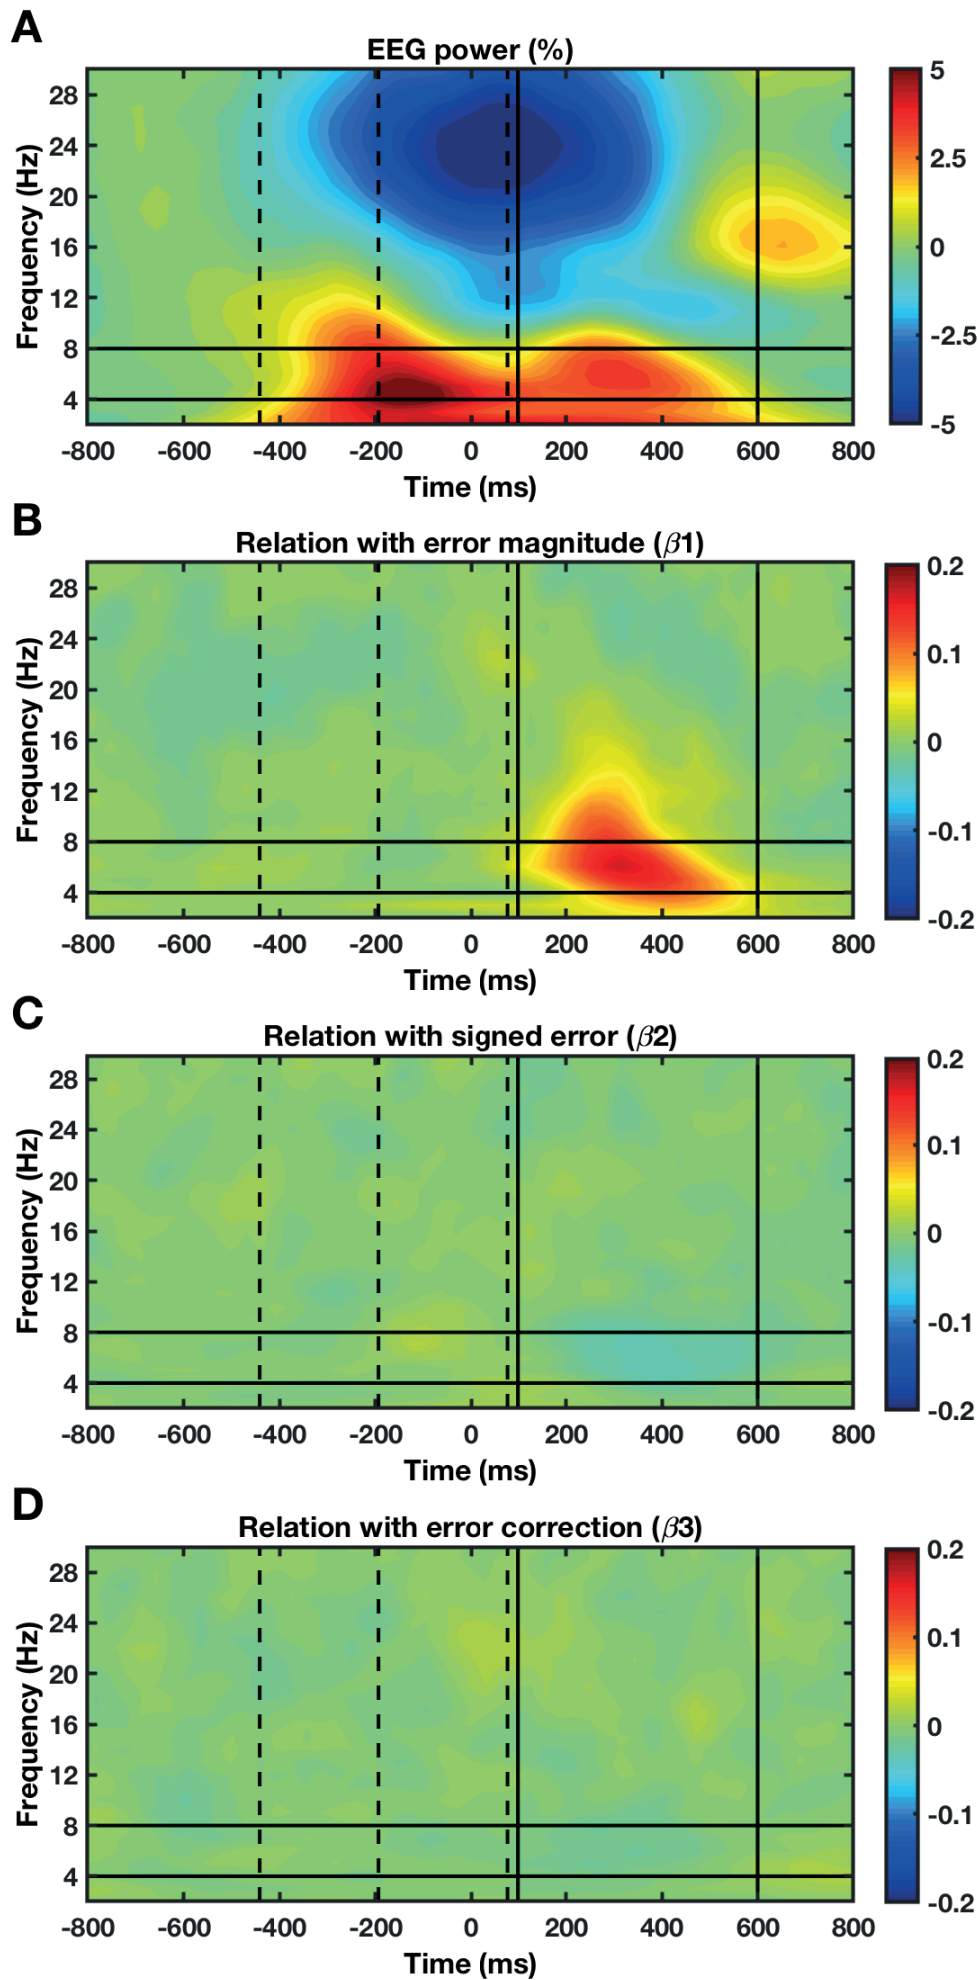 A
EEG power (%)
Frequency (Hz)
28
24
20
16
12
8
4
-800 -600 -400 -200 0 200 400 600 800
Time (ms)
5
2.5
0
-2.5
-5
B
Relation with error magnitude (β1)
Frequency (Hz)
28
24
20
16
12
8
4
-800 -600 -400 -200 0 200 400 600 800
Time (ms)
0.2
0.1
0
-0.1
-0.2
C
Relation with signed error (β2)
Frequency (Hz)
28
24
20
16
12
8
4
-800 -600 -400 -200 0 200 400 600 800
Time (ms)
0.2
0.1
0
-0.1
-0.2
D
Relation with error correction (β3)
Frequency (Hz)
28
24
20
16
12
8
4
-800 -600 -400 -200 0 200 400 600 800
Time (ms)
0.2
0.1
0
-0.1
-0.2